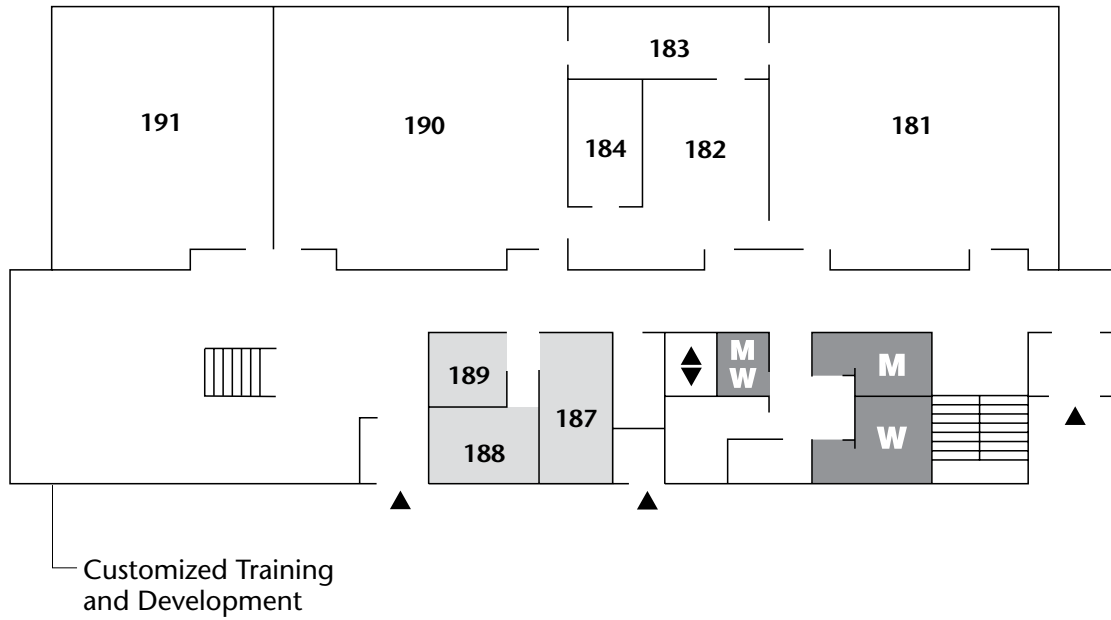 183
191
190
181
184
182
M
W
M
189
187
W
188
Customized Training
and Development